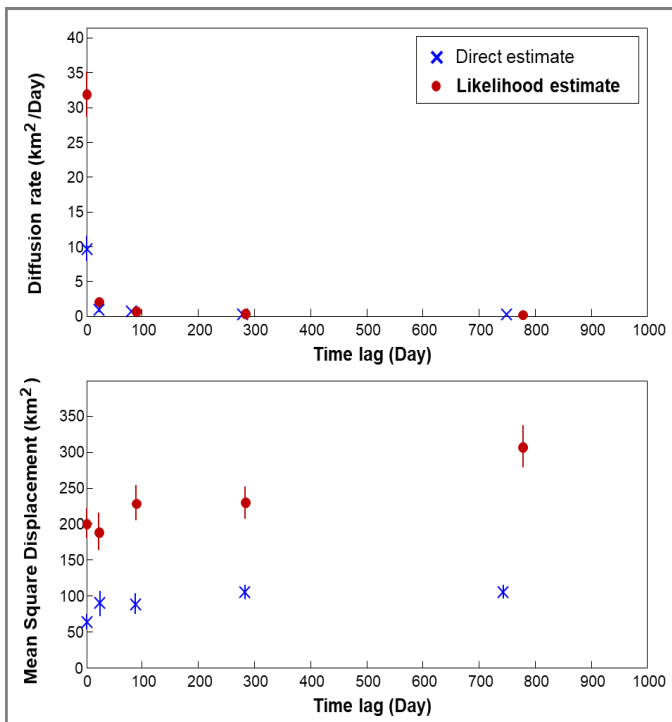 Diffusion rate (km²/Day)
40
35
30
25
20
15
10
5
0
0 100 200 300 400 500 600 700 800 900 1000
Time lag (Day)
Direct estimate
Likelihood estimate
Mean Square Displacement (km²)
350
300
250
200
150
100
50
0
0 100 200 300 400 500 600 700 800 900 1000
Time lag (Day)